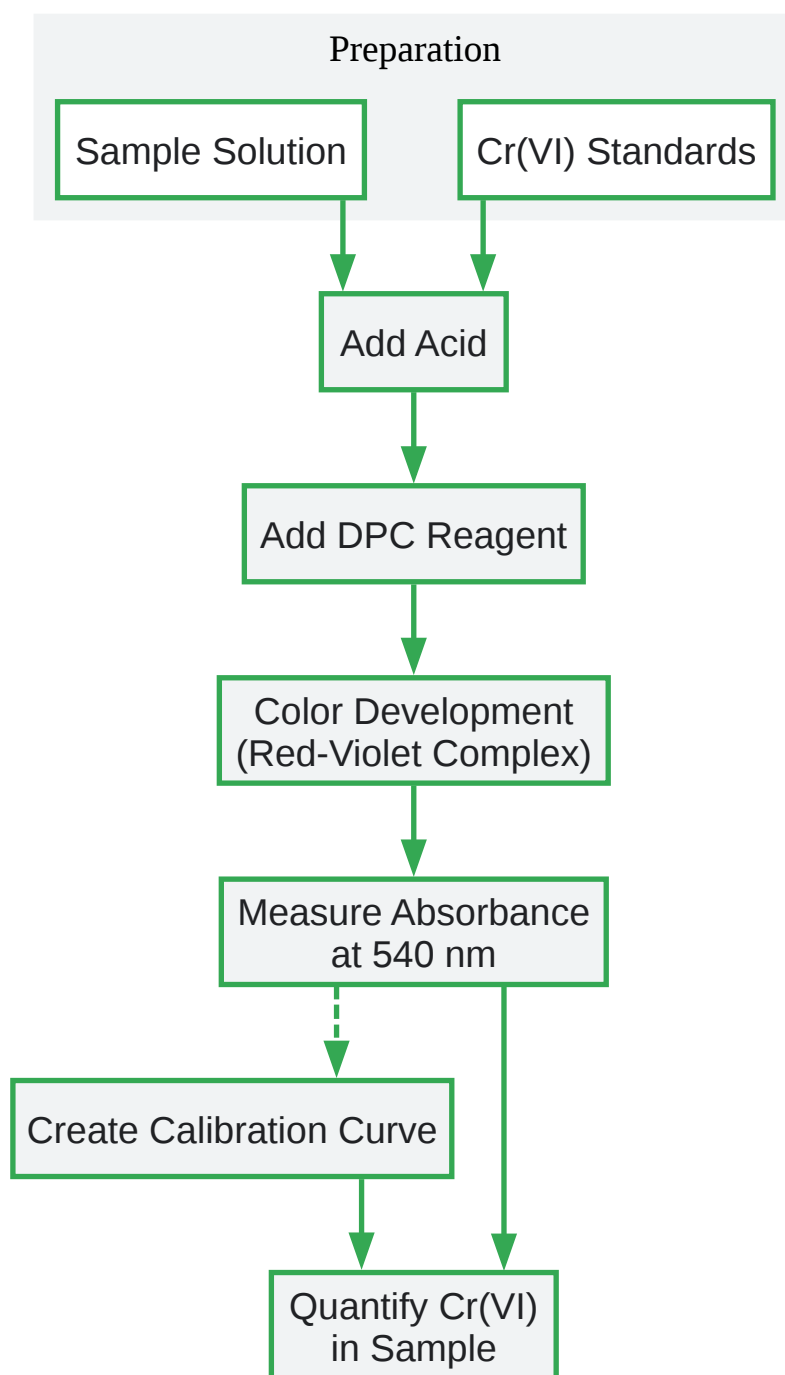 Preparation
Sample Solution
Cr(VI) Standards
Add Acid
Add DPC Reagent
Color Development
(Red-Violet Complex)
Measure Absorbance
at 540 nm
Create Calibration Curve
Quantify Cr(VI)
in Sample